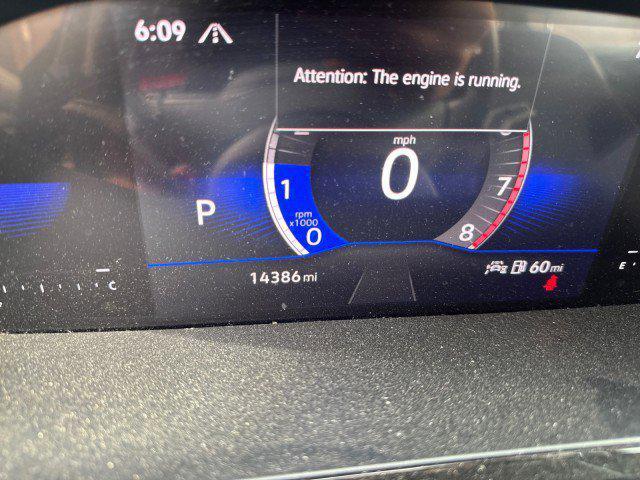 6:09
Attention: The engine is running.
mph
0
1
7
rpm
x1000
0
8
P
14386 mi
60 mi
C
E